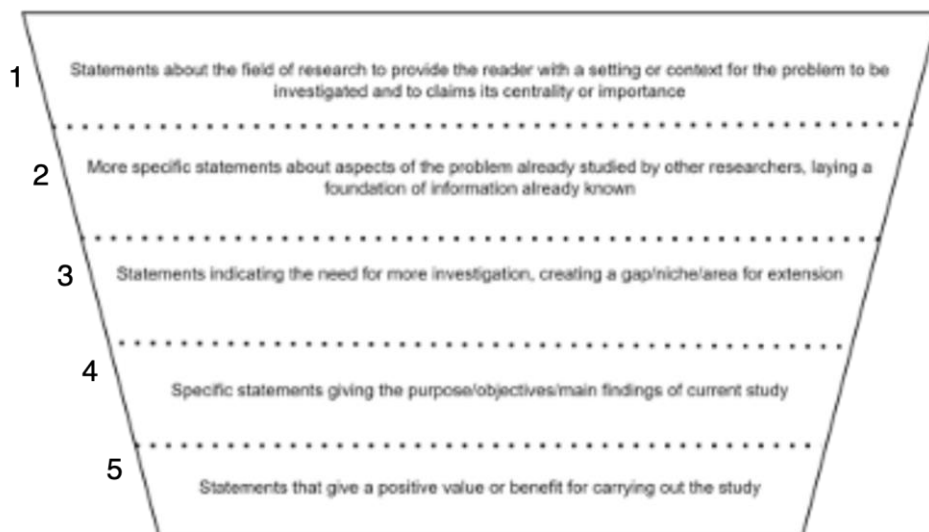 1
Statements about the field of research to provide the reader with a setting or context for the problem to be
investigated and to claims its centrality or importance
2
More specific statements about aspects of the problem already studied by other researchers, laying a
foundation of information already known
3
Statements indicating the need for more investigation, creating a gap/niche/area for extension
4
Specific statements giving the purpose/objectives/main findings of current study
5
Statements that give a positive value or benefit for carrying out the study